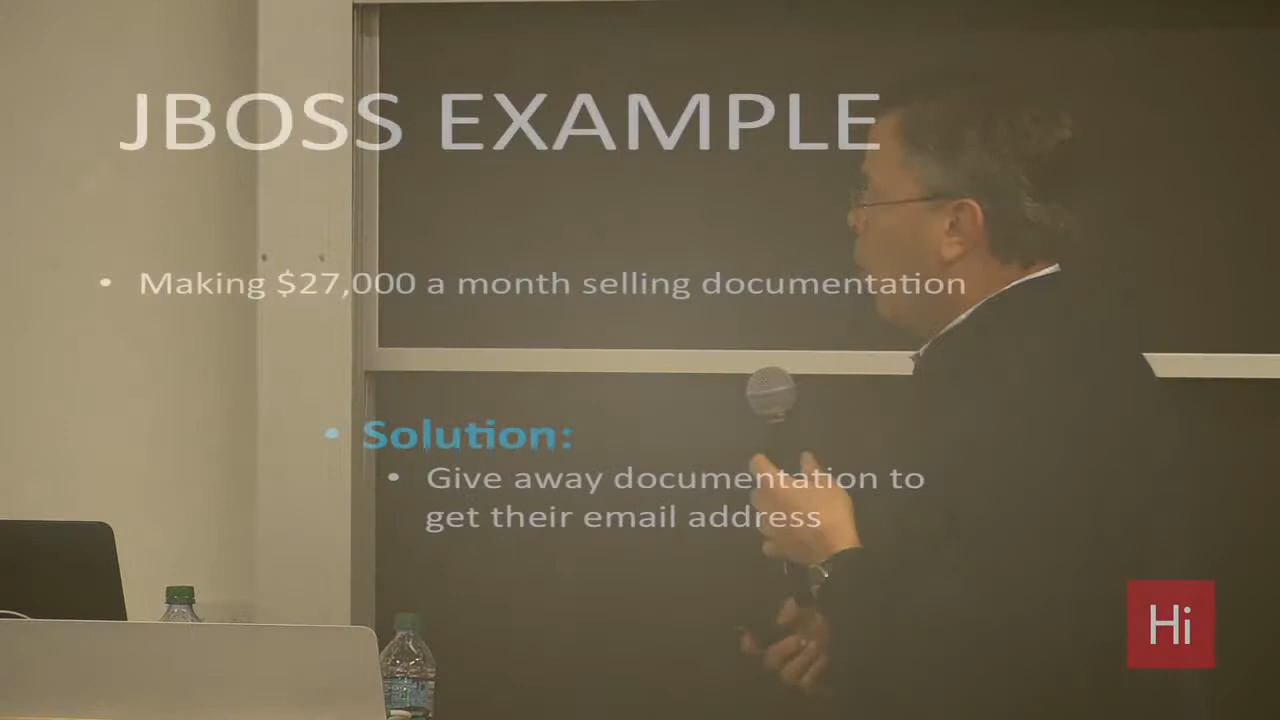 JBOSS EXAMPLE
• Making $27,000 a month selling documentation
• Solution:
• Give away documentation to
get their email address
Hi